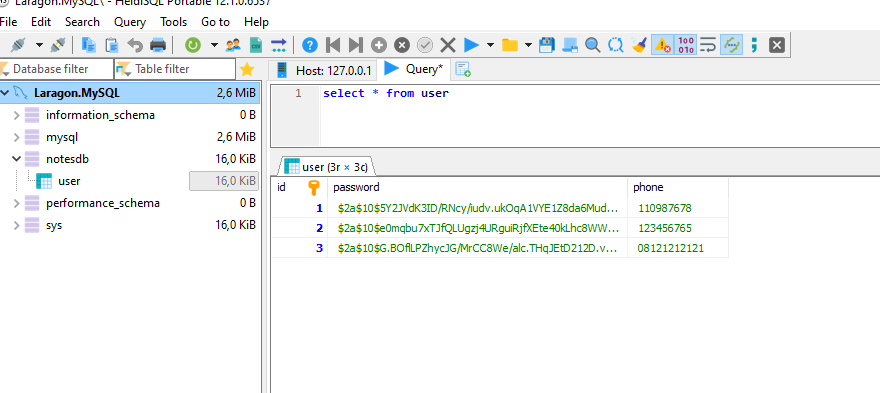 Laragon.MySQL\ - HeidiSQL Portable 12.1.0.6537
File Edit Search Query Tools Go to Help
Database filter Table filter
Host: 127.0.0.1 Query*
Laragon.MySQL 2,6 MiB
information_schema 0 B
mysql 2,6 MiB
notesdb 16,0 KiB
user 16,0 KiB
performance_schema 0 B
sys 16,0 KiB
1 select * from user
user (3r × 3c)
id password phone
1 $2a$10$5Y2JVdK3ID/RNcy/iudv.ukOqA1VYE1Z8da6Mud... 110987678
2 $2a$10$e0mqbu7xTJfQLUgzj4URguiRjfXEte40kLhc8WW... 123456765
3 $2a$10$G.BOflLPZhycJG/MrCC8We/alc.THqJEtD212D.v... 08121212121